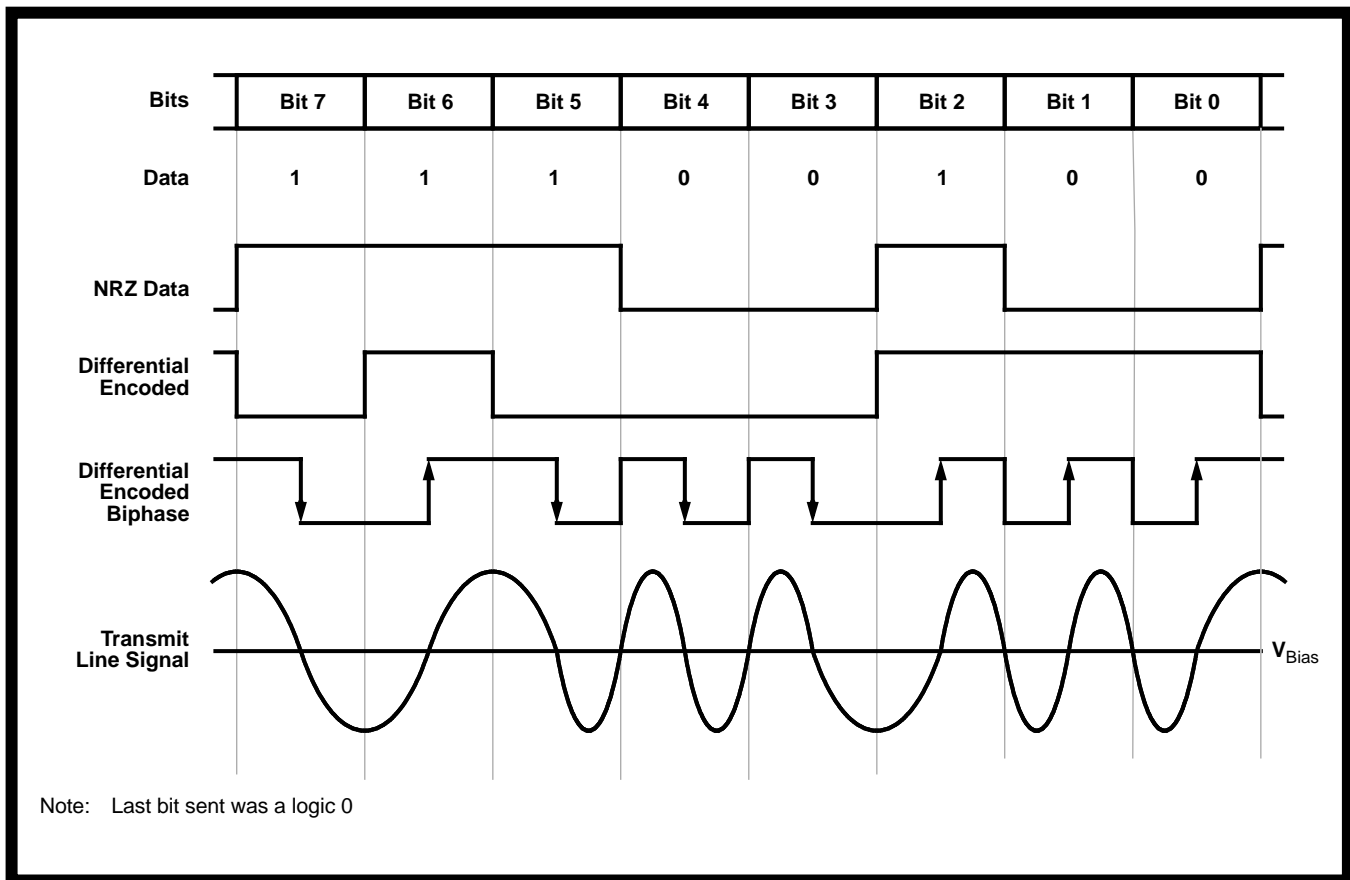 Bits Bit 7 Bit 6 Bit 5 Bit 4 Bit 3 Bit 2 Bit 1 Bit 0
Data 1 1 1 0 0 1 0 0
NRZ Data
Differential
Encoded
Differential
Encoded
Biphase
Transmit
Line Signal
VBias
Note: Last bit sent was a logic 0